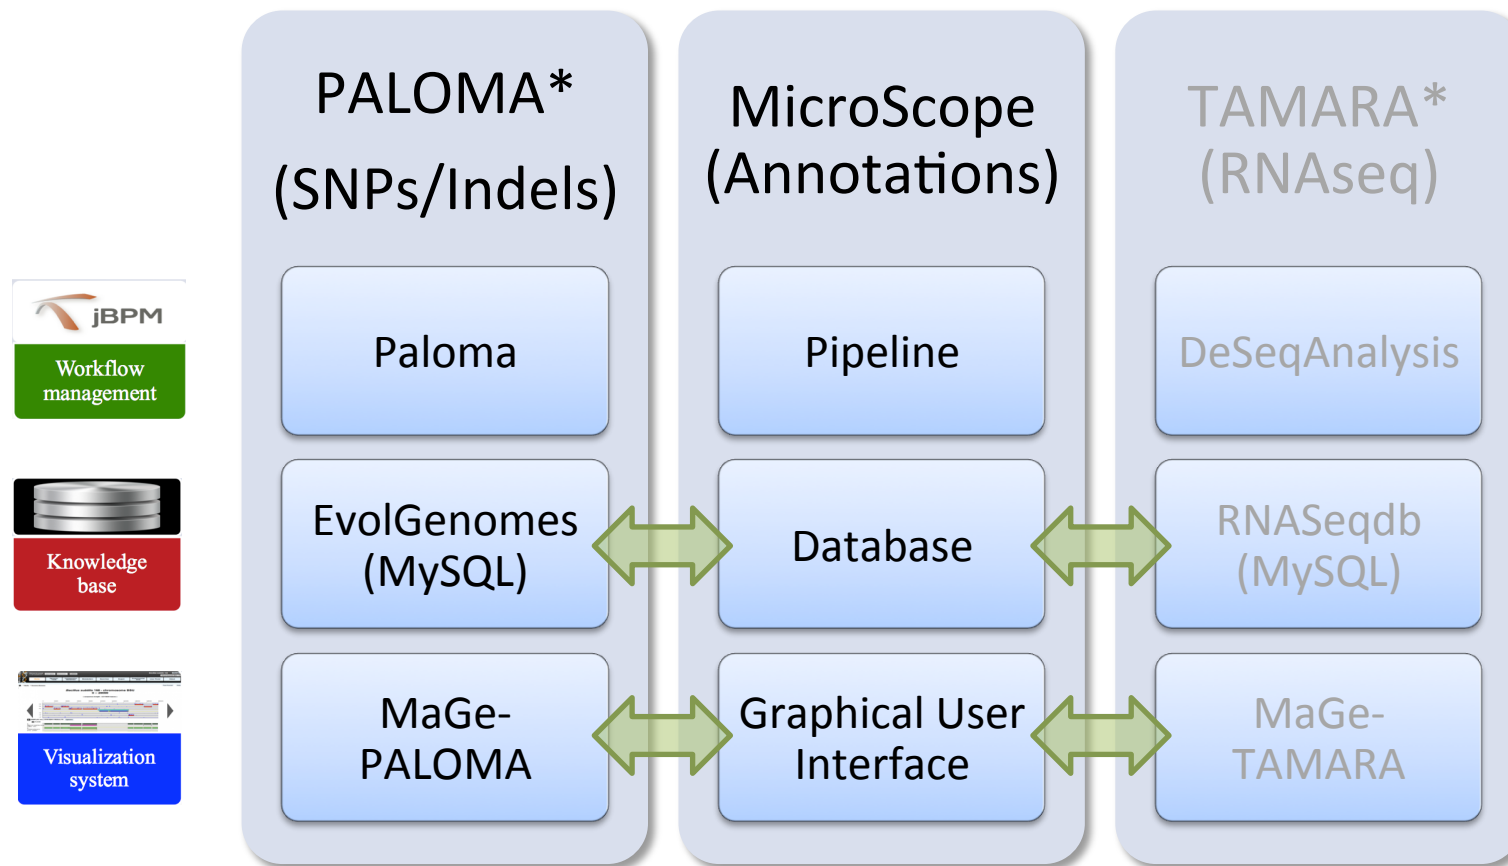 PALOMA*
(SNPs/Indels)
MicroScope
(Annotations)
TAMARA*
(RNAseq)
jBPM
Workflow
management
Paloma
Pipeline
DeSeqAnalysis
Knowledge
base
EvolGenomes
(MySQL)
Database
RNASeqdb
(MySQL)
Visualization
system
MaGe-
PALOMA
Graphical User
Interface
MaGe-
TAMARA